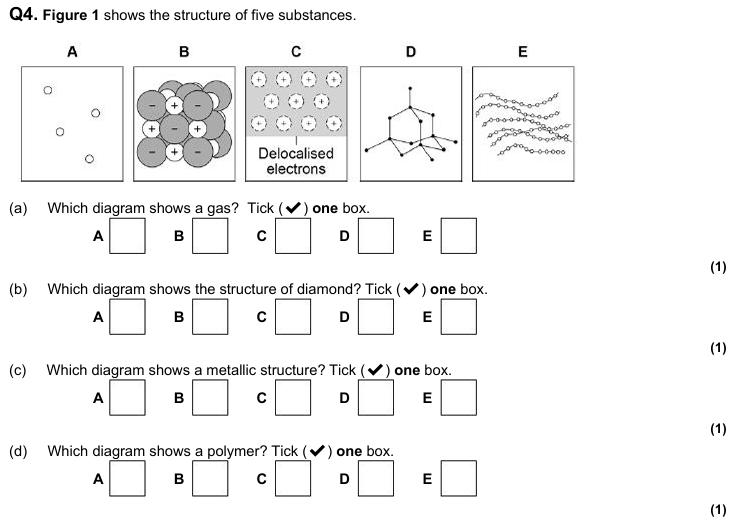 Q4. Figure 1 shows the structure of five substances.
A B C D E
Delocalised
electrons
(a) Which diagram shows a gas? Tick (✔) one box.
A B C D E
(1)
(b) Which diagram shows the structure of diamond? Tick (✔) one box.
A B C D E
(1)
(c) Which diagram shows a metallic structure? Tick (✔) one box.
A B C D E
(1)
(d) Which diagram shows a polymer? Tick (✔) one box.
A B C D E
(1)